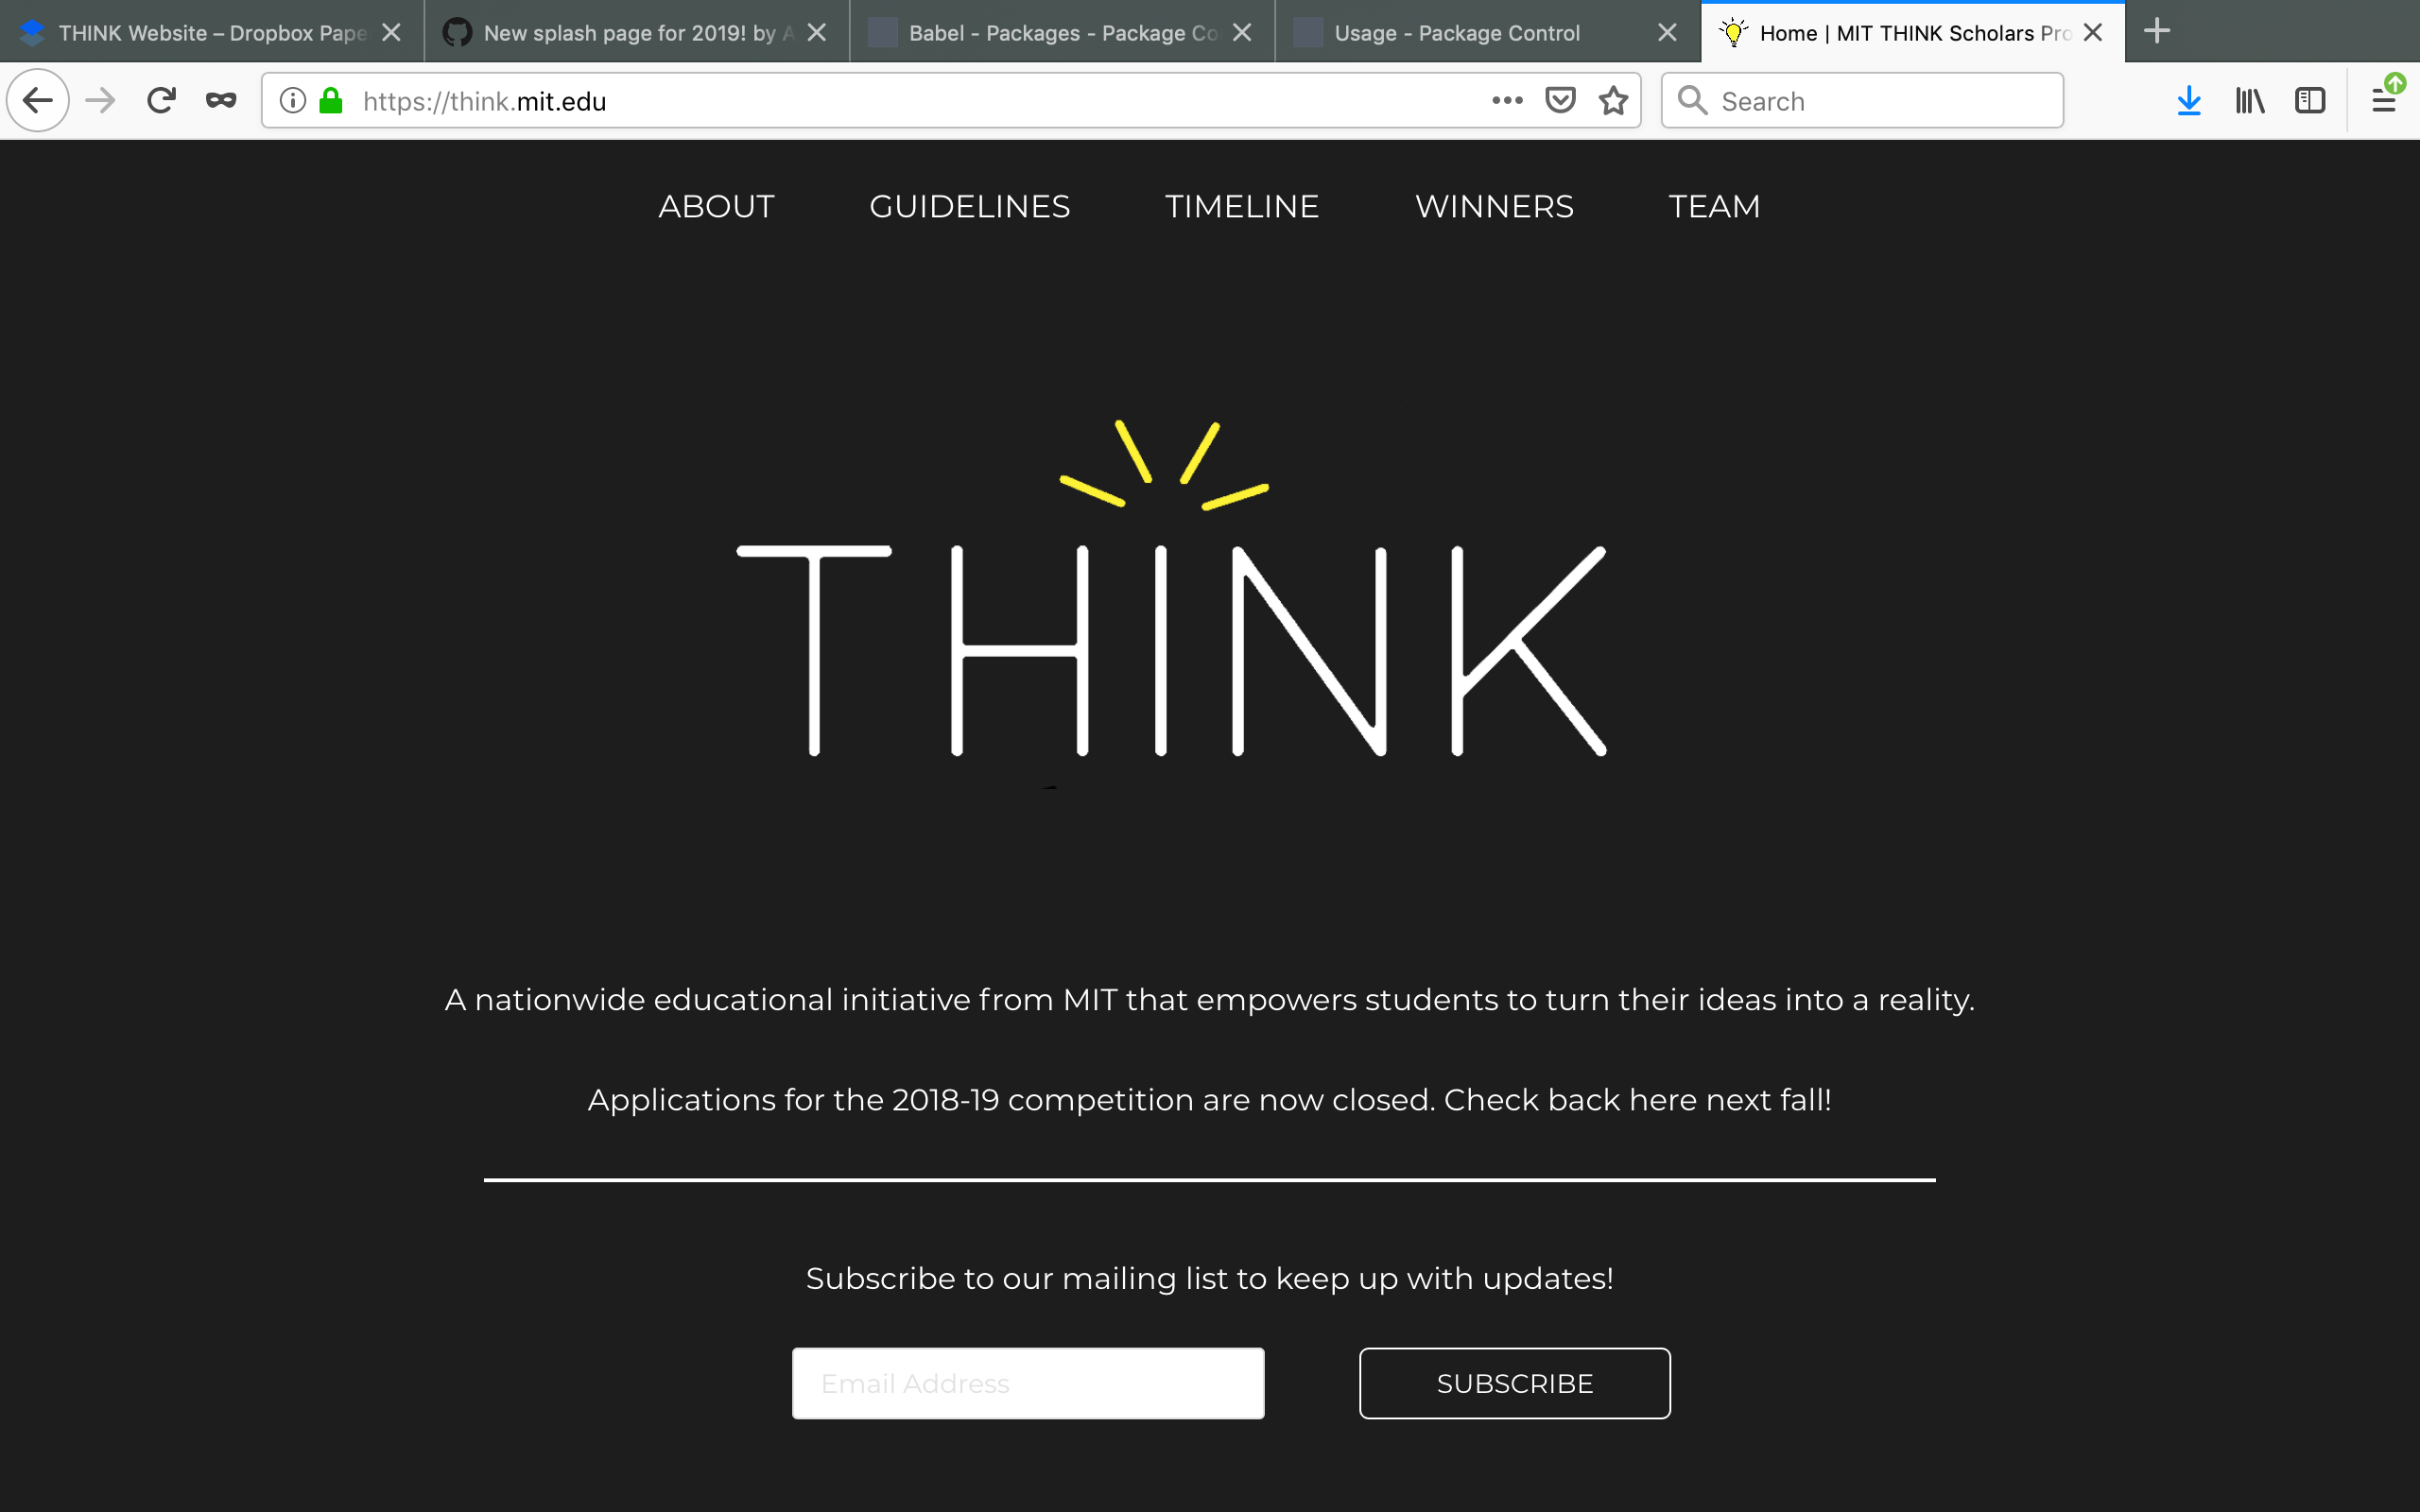 THINK Website – Dropbox Pape
New splash page for 2019! by A
Babel - Packages - Package Co
Usage - Package Control
Home | MIT THINK Scholars Pro
https://think.mit.edu
Search
ABOUT
GUIDELINES
TIMELINE
WINNERS
TEAM
THINK
A nationwide educational initiative from MIT that empowers students to turn their ideas into a reality.
Applications for the 2018-19 competition are now closed. Check back here next fall!
Subscribe to our mailing list to keep up with updates!
Email Address
SUBSCRIBE